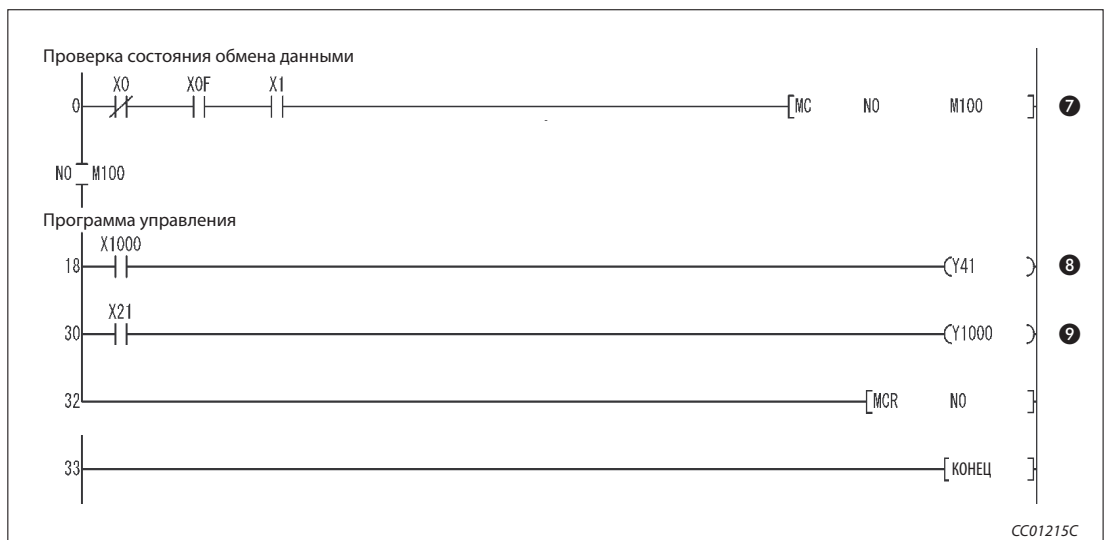 Проверка состояния обмена данными
X0 X0F X1
0 [MC N0 M100 ] ❼
N0 M100
Программа управления
X1000
18 (Y41 ) ❽
X21
30 (Y1000 ) ❾
32 [MCR N0 ]
33 [КОНЕЦ ]
CC01215C